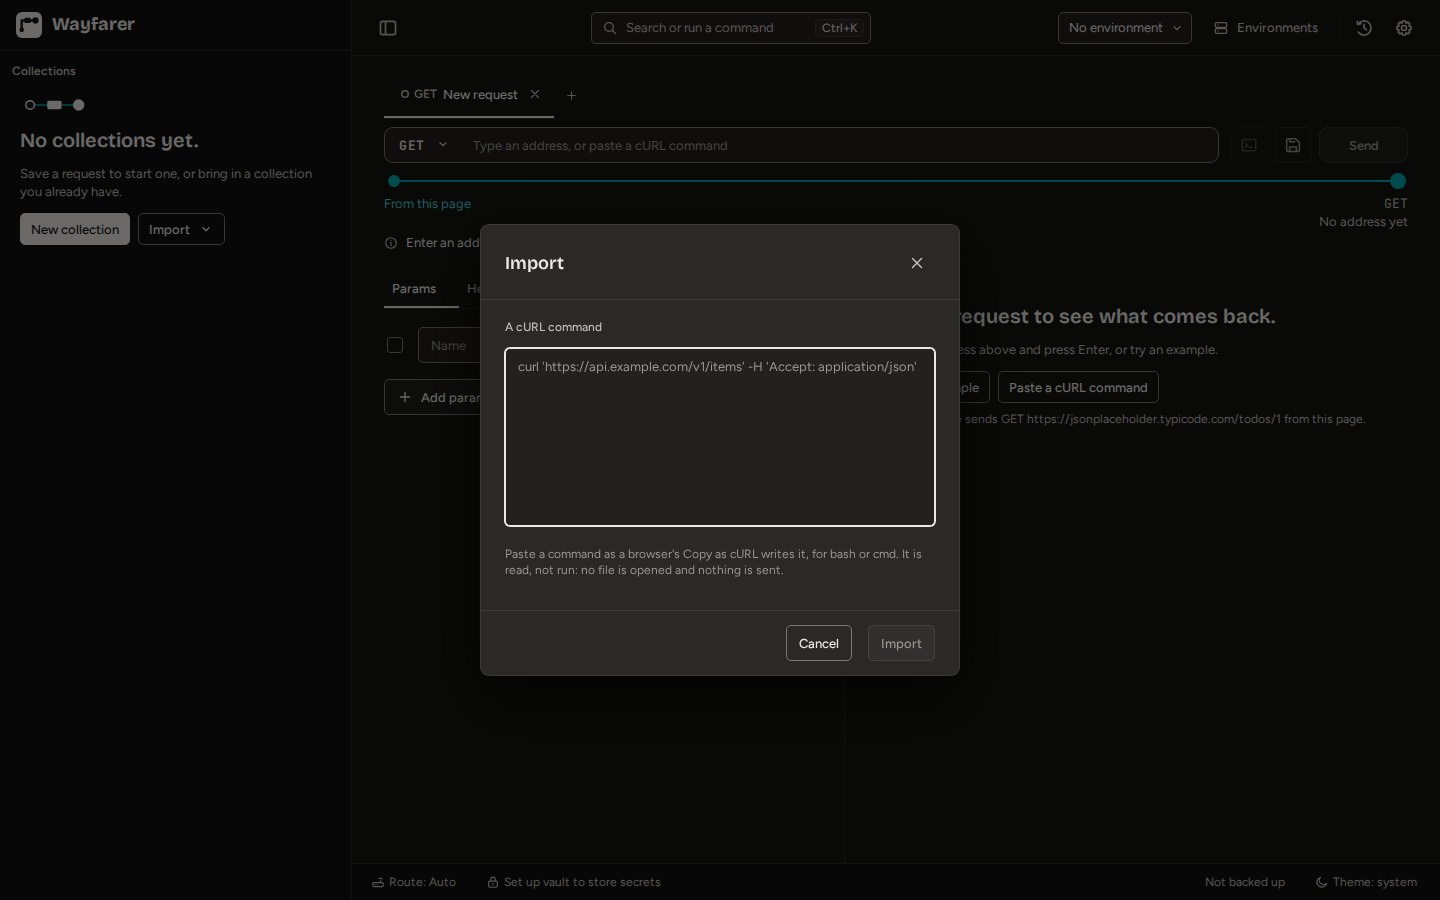 Wayfarer
Search or run a command
Ctrl+K
No environment
Environments
Collections
No collections yet.
Save a request to start one, or bring in a collection
you already have.
New collection
Import
GET New request
GET
Type an address, or paste a cURL command
Send
From this page
GET
No address yet
Enter an add
Params
He
Name
Add para
request to see what comes back.
ess above and press Enter, or try an example.
ple
Paste a cURL command
sends GET https://jsonplaceholder.typicode.com/todos/1 from this page.
Import
A cURL command
curl 'https://api.example.com/v1/items' -H 'Accept: application/json'
Paste a command as a browser's Copy as cURL writes it, for bash or cmd. It is
read, not run: no file is opened and nothing is sent.
Cancel
Import
Route: Auto
Set up vault to store secrets
Not backed up
Theme: system